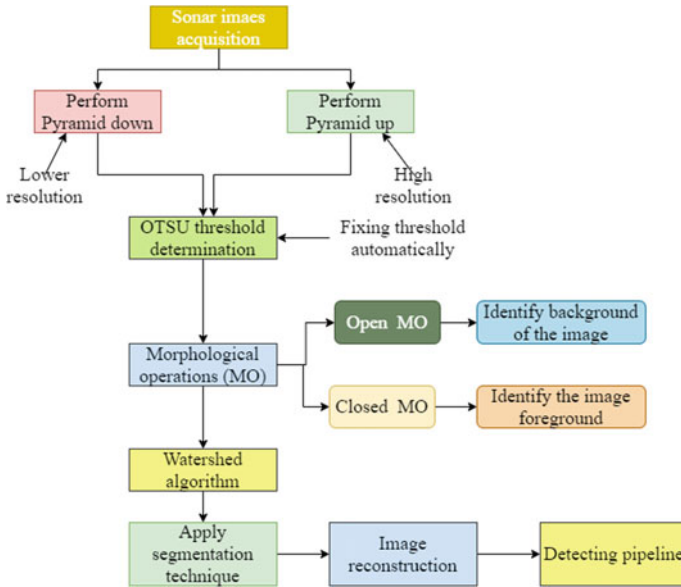 Sonar imaes
acquisition
Perform
Pyramid down
Perform
Pyramid up
Lower
resolution
High
resolution
OTSU threshold
determination
Fixing threshold
automatically
Open MO
Identify background
of the image
Morphological
operations (MO)
Closed MO
Identify the image
foreground
Watershed
algorithm
Apply
segmentation
technique
Image
reconstruction
Detecting pipeline